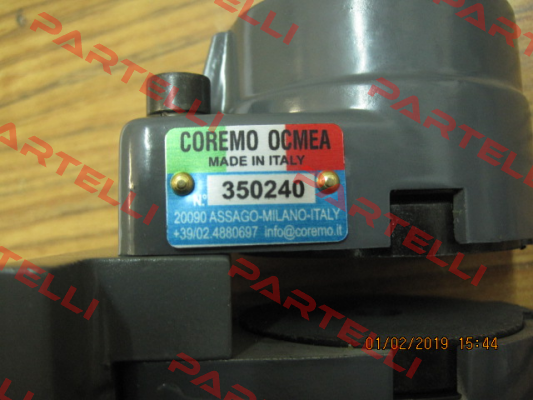 COREMO OCMEA
MADE IN ITALY
N.° 350240
20090 ASSAGO-MILANO-ITALY
+39/02.4880697 info@coremo.it
01/02/2019 15:44
PARTELLI
PARTELLI
PARTELLI
PARTELLI
PARTELLI
PARTELLI